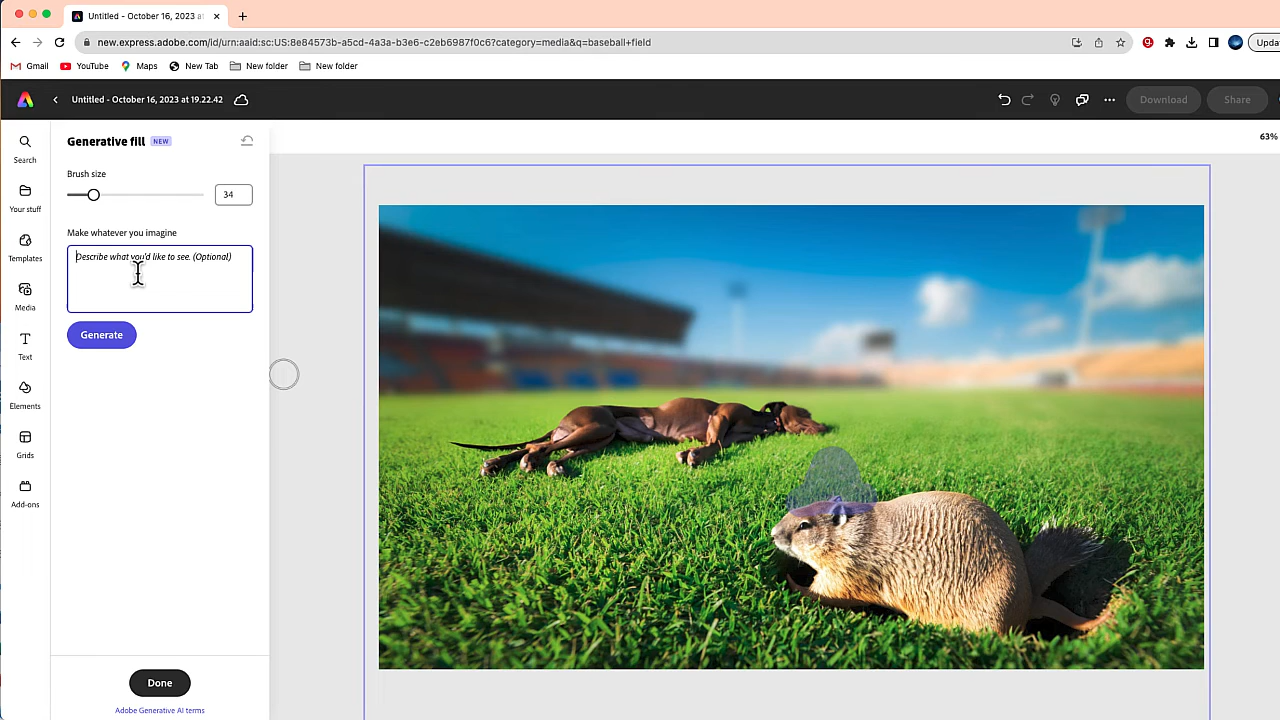 Untitled - October 16, 2023 at
new.express.adobe.com/id/urn:aaid:sc:US:8e84573b-a5cd-4a3a-b3e6-c2eb6987f0c6?category=media&q=baseball+field
Upda
Gmail YouTube Maps New Tab New folder New folder
Untitled - October 16, 2023 at 19.22.42
Download Share
63%
Search
Your stuff
Templates
Media
Text
Elements
Grids
Add-ons
Generative fill NEW
Brush size
34
Make whatever you imagine
Describe what you'd like to see. (Optional)
Generate
Done
Adobe Generative AI terms